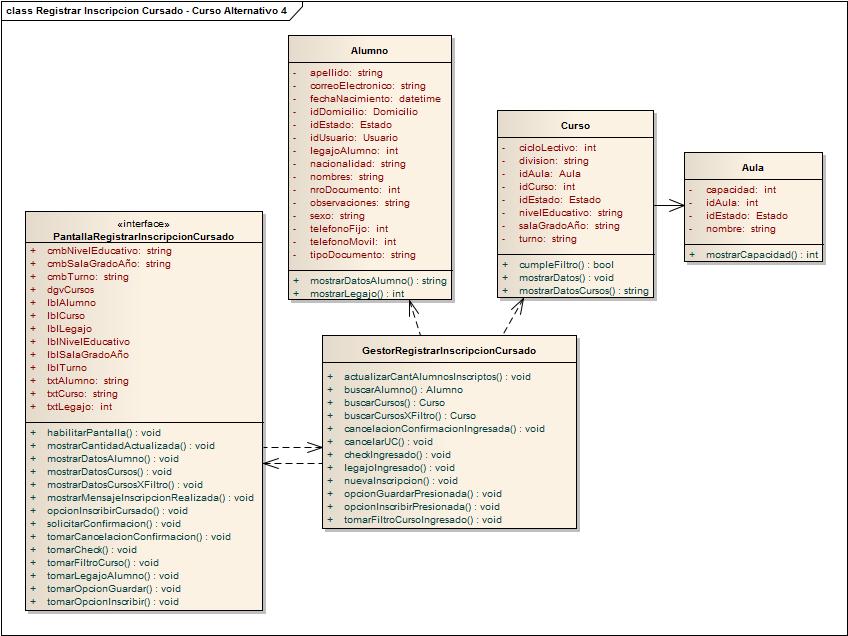 class Registrar Inscripcion Cursado - Curso Alternativo 4
Alumno
- apellido: string
- correoElectronico: string
- fechaNacimiento: datetime
- idDomicilio: Domicilio
- idEstado: Estado
- idUsuario: Usuario
- legajoAlumno: int
- nacionalidad: string
- nombres: string
- nroDocumento: int
- observaciones: string
- sexo: string
- telefonoFijo: int
- telefonoMovil: int
- tipoDocumento: string
+ mostrarDatosAlumno() : string
+ mostrarLegajo() : int
Curso
- cicloLectivo: int
- division: string
- idAula: Aula
- idCurso: int
- idEstado: Estado
- nivelEducativo: string
- salaGradoAño: string
- turno: string
+ cumpleFiltro() : bool
+ mostrarDatos() : void
+ mostrarDatosCursos() : string
Aula
- capacidad: int
- idAula: int
- idEstado: Estado
- nombre: string
+ mostrarCapacidad() : int
«interface»
PantallaRegistrarInscripcionCursado
+ cmbNivelEducativo: string
+ cmbSalaGradoAño: string
+ cmbTurno: string
+ dgvCursos
+ lblAlumno
+ lblCurso
+ lblLegajo
+ lblNivelEducativo
+ lblSalaGradoAño
+ lblTurno
+ txtAlumno: string
+ txtCurso: string
+ txtLegajo: int
+ habilitarPantalla() : void
+ mostrarCantidadActualizada() : void
+ mostrarDatosAlumno() : void
+ mostrarDatosCursos() : void
+ mostrarDatosCursosXFiltro() : void
+ mostrarMensajeInscripcionRealizada() : void
+ opcionInscribirCursado() : void
+ solicitarConfirmacion() : void
+ tomarCancelacionConfirmacion() : void
+ tomarCheck() : void
+ tomarFiltroCurso() : void
+ tomarLegajoAlumno() : void
+ tomarOpcionGuardar() : void
+ tomarOpcionInscribir() : void
GestorRegistrarInscripcionCursado
+ actualizarCantAlumnosInscriptos() : void
+ buscarAlumno() : Alumno
+ buscarCursos() : Curso
+ buscarCursosXFiltro() : Curso
+ cancelacionConfirmacionIngresada() : void
+ cancelarUC() : void
+ checkIngresado() : void
+ legajoIngresado() : void
+ nuevaInscripcion() : void
+ opcionGuardarPresionada() : void
+ opcionInscribirPresionada() : void
+ tomarFiltroCursoIngresado() : void